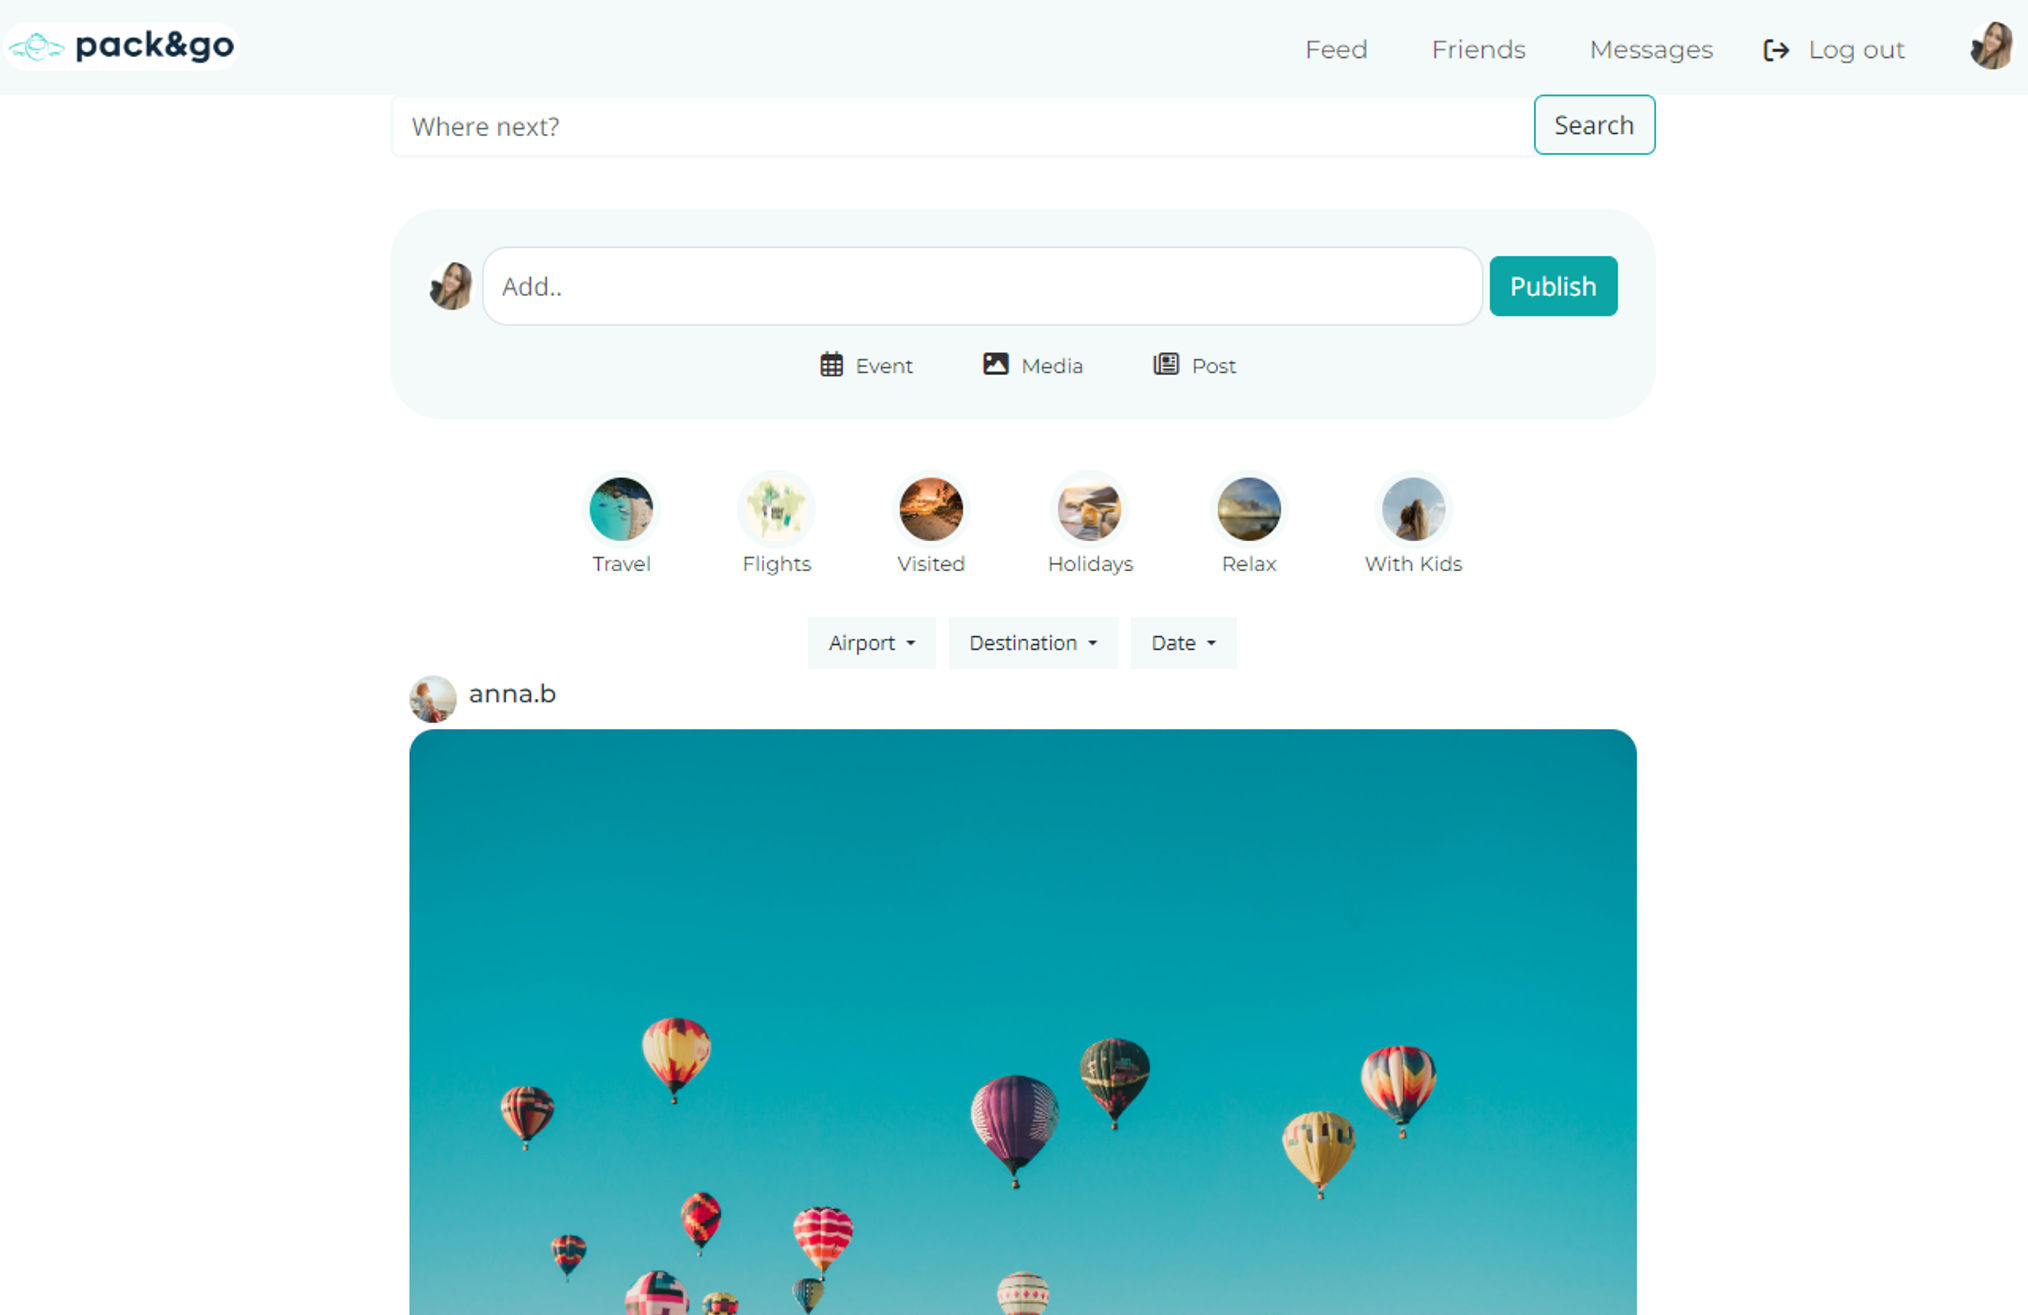 pack&go
Feed Friends Messages Log out
Where next? Search
Add.. Publish
Event Media Post
Travel Flights Visited Holidays Relax With Kids
Airport Destination Date
anna.b